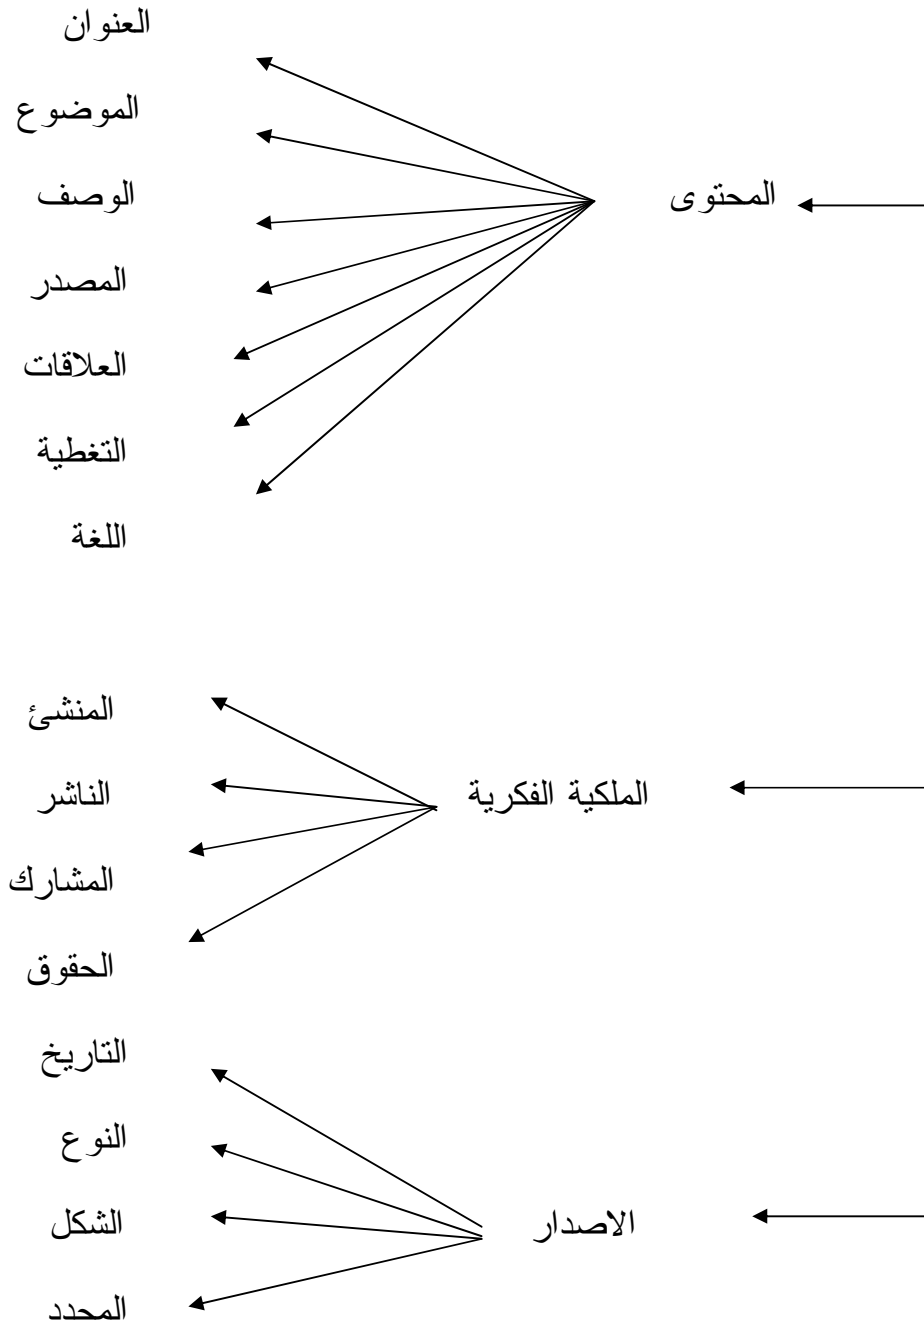 العنوان
الموضوع
الوصف
المحتوى
المصدر
العلاقات
التغطية
اللغة
المنشئ
الناشر
الملكية الفكرية
المشارك
الحقوق
التاريخ
النوع
الشكل
الاصدار
المحدد